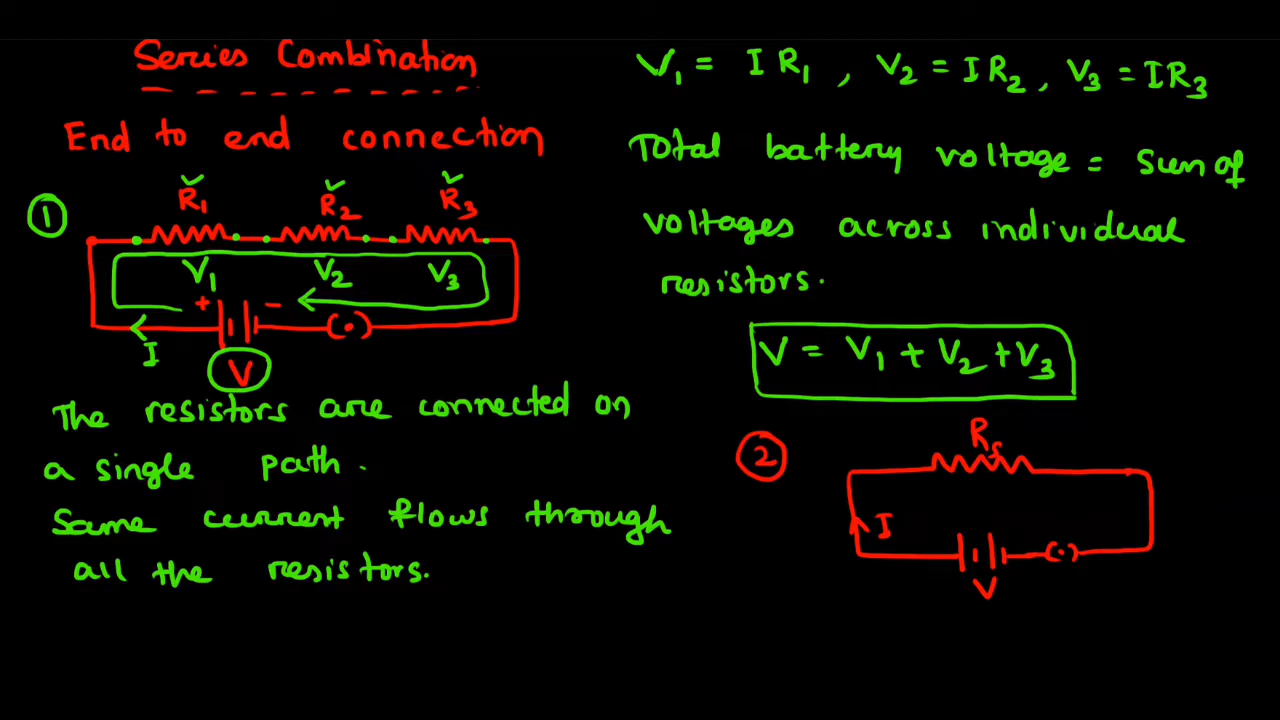 Series Combination
End to end connection
1
R1 R2 R3
V1 V2 V3
+ −
I
V
The resistors are connected on
a single path.
Same current flows through
all the resistors.
V1 = I R1 , V2 = I R2 , V3 = IR3
Total battery voltage = sum of
voltages across individual
resistors.
V = V1 + V2 + V3
2
Rs
I
V